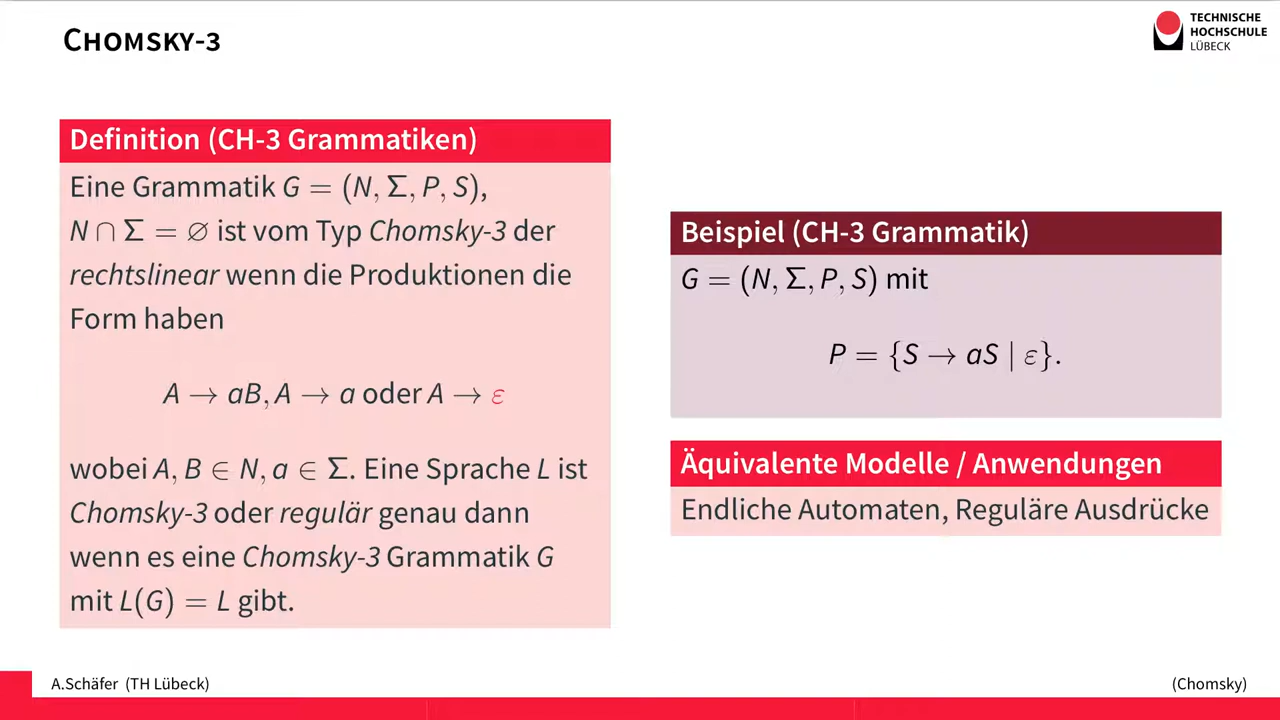 CHOMSKY-3
TECHNISCHE
HOCHSCHULE
LÜBECK
Definition (CH-3 Grammatiken)
Eine Grammatik G = (N, Σ, P, S),
N ∩ Σ = ∅ ist vom Typ Chomsky-3 der
rechtslinear wenn die Produktionen die
Form haben
A → aB, A → a oder A → ε
wobei A, B ∈ N, a ∈ Σ. Eine Sprache L ist
Chomsky-3 oder regulär genau dann
wenn es eine Chomsky-3 Grammatik G
mit L(G) = L gibt.
Beispiel (CH-3 Grammatik)
G = (N, Σ, P, S) mit
P = {S → aS | ε}.
Äquivalente Modelle / Anwendungen
Endliche Automaten, Reguläre Ausdrücke
A.Schäfer (TH Lübeck)
(Chomsky)